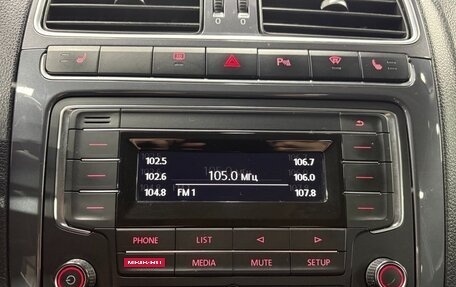 P
102.5 106.7
102.6 105.0 МГц 106.0
104.8 FM 1 107.8
PHONE LIST
MEDIA MUTE SETUP